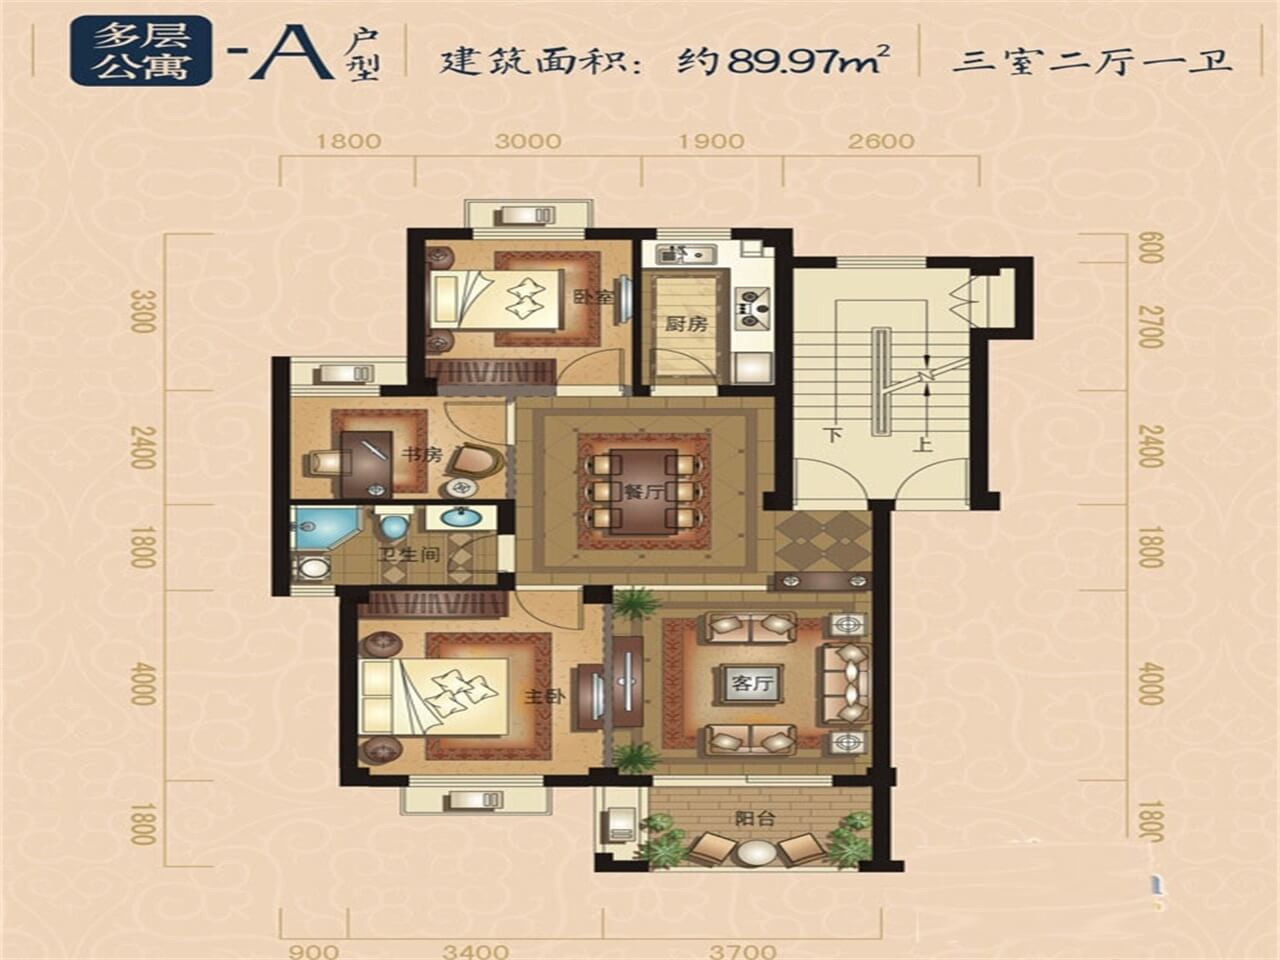 多层公寓-A户型 建筑面积：约89.97m² 三室二厅一卫
1800 3000 1900 2600
3300
2400
1800
4000
1800
600
2700
2400
1800
4000
1800
卧室
厨房
书房
餐厅
下
上
卫生间
主卧
客厅
阳台
900 3400 3700